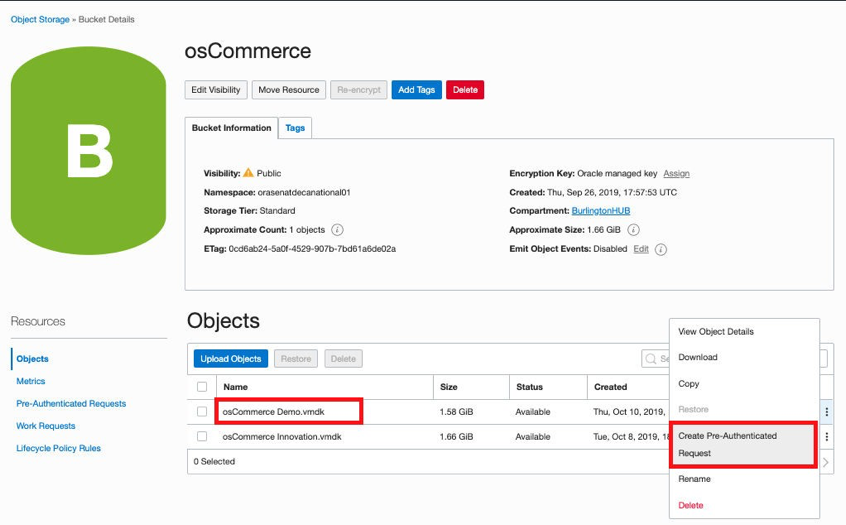 Object Storage » Bucket Details
B
osCommerce
Edit Visibility Move Resource Re-encrypt Add Tags Delete
Bucket Information Tags
Visibility: Public
Encryption Key: Oracle managed key Assign
Namespace: orasenatdecanational01
Created: Thu, Sep 26, 2019, 17:57:53 UTC
Storage Tier: Standard
Compartment: BurlingtonHUB
Approximate Count: 1 objects i
Approximate Size: 1.66 GiB i
ETag: 0cd6ab24-5a0f-4529-907b-7bd61a6de02a
Emit Object Events: Disabled Edit i
Resources
Objects
Metrics
Pre-Authenticated Requests
Work Requests
Lifecycle Policy Rules
Objects
Upload Objects Restore Delete
Name Size Status Created
osCommerce Demo.vmdk 1.58 GiB Available Thu, Oct 10, 2019,
osCommerce Innovation.vmdk 1.66 GiB Available Tue, Oct 8, 2019, 18
0 Selected
View Object Details
Download
Copy
Restore
Create Pre-Authenticated
Request
Rename
Delete